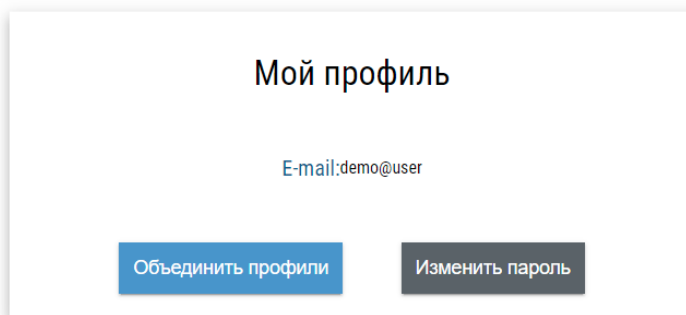 Мой профиль
E-mail:demo@user
Объединить профили Изменить пароль